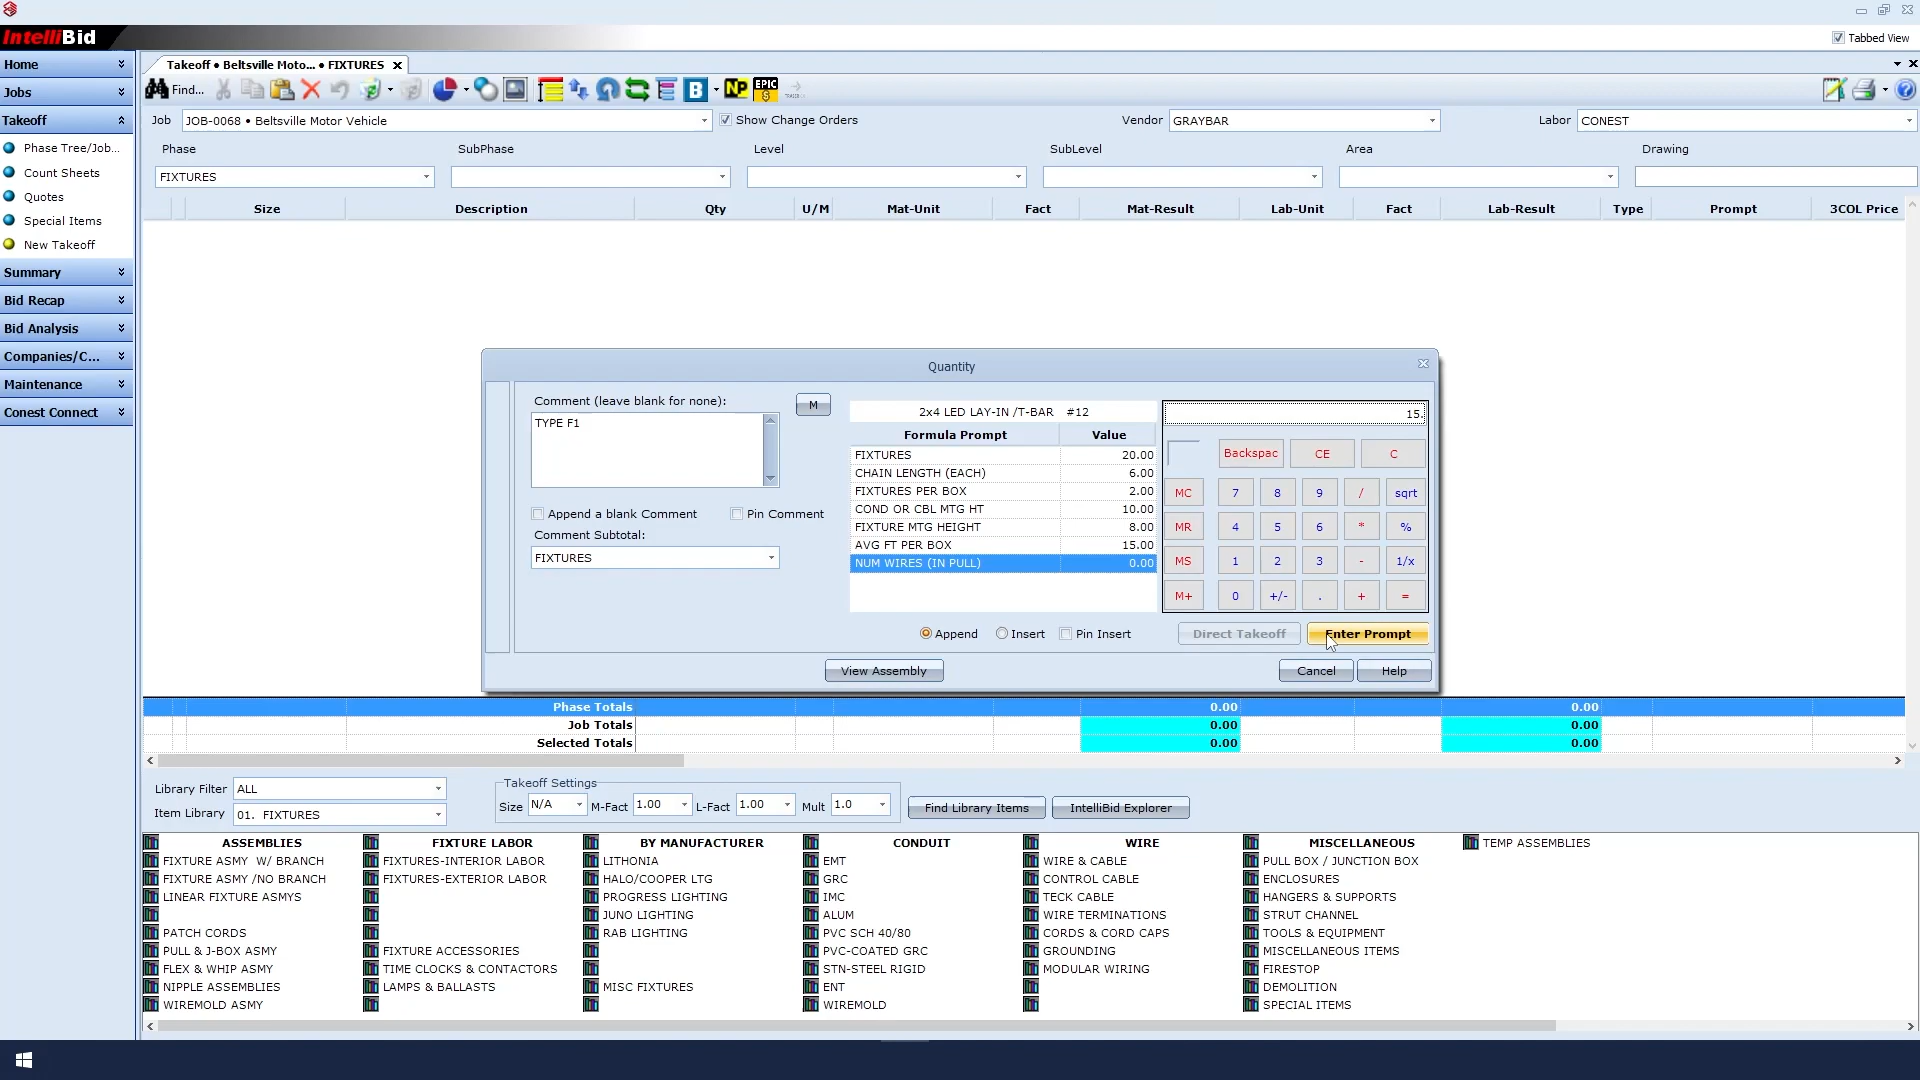 IntelliBid
Tabbed View
Home
Jobs
Takeoff
Phase Tree/Job...
Count Sheets
Quotes
Special Items
New Takeoff
Summary
Bid Recap
Bid Analysis
Companies/C...
Maintenance
Conest Connect
Takeoff • Beltsville Moto... • FIXTURES
Find...
B
NP
EPIC
$
Job JOB-0068 • Beltsville Motor Vehicle Show Change Orders Vendor GRAYBAR Labor CONEST
Phase SubPhase Level SubLevel Area Drawing
FIXTURES
Size Description Qty U/M Mat-Unit Fact Mat-Result Lab-Unit Fact Lab-Result Type Prompt 3COL Price
Quantity
Comment (leave blank for none):
M
TYPE F1
Append a blank Comment Pin Comment
Comment Subtotal:
FIXTURES
2x4 LED LAY-IN /T-BAR #12
Formula Prompt Value
FIXTURES 20.00
CHAIN LENGTH (EACH) 6.00
FIXTURES PER BOX 2.00
COND OR CBL MTG HT 10.00
FIXTURE MTG HEIGHT 8.00
AVG FT PER BOX 15.00
NUM WIRES (IN PULL) 0.00
15.
Backspac CE C
MC 7 8 9 / sqrt
MR 4 5 6 * %
MS 1 2 3 - 1/x
M+ 0 +/- . + =
Append Insert Pin Insert Direct Takeoff Enter Prompt
View Assembly Cancel Help
Phase Totals 0.00 0.00
Job Totals 0.00 0.00
Selected Totals 0.00 0.00
Library Filter ALL
Item Library 01. FIXTURES
Takeoff Settings
Size N/A M-Fact 1.00 L-Fact 1.00 Mult 1.0
Find Library Items IntelliBid Explorer
ASSEMBLIES FIXTURE LABOR BY MANUFACTURER CONDUIT WIRE MISCELLANEOUS TEMP ASSEMBLIES
FIXTURE ASMY W/ BRANCH FIXTURES-INTERIOR LABOR LITHONIA EMT WIRE & CABLE PULL BOX / JUNCTION BOX
FIXTURE ASMY /NO BRANCH FIXTURES-EXTERIOR LABOR HALO/COOPER LTG GRC CONTROL CABLE ENCLOSURES
LINEAR FIXTURE ASMYS PROGRESS LIGHTING IMC TECK CABLE HANGERS & SUPPORTS
JUNO LIGHTING ALUM WIRE TERMINATIONS STRUT CHANNEL
PATCH CORDS RAB LIGHTING PVC SCH 40/80 CORDS & CORD CAPS TOOLS & EQUIPMENT
PULL & J-BOX ASMY FIXTURE ACCESSORIES PVC-COATED GRC GROUNDING MISCELLANEOUS ITEMS
FLEX & WHIP ASMY TIME CLOCKS & CONTACTORS STN-STEEL RIGID MODULAR WIRING FIRESTOP
NIPPLE ASSEMBLIES LAMPS & BALLASTS MISC FIXTURES ENT DEMOLITION
WIREMOLD ASMY WIREMOLD SPECIAL ITEMS